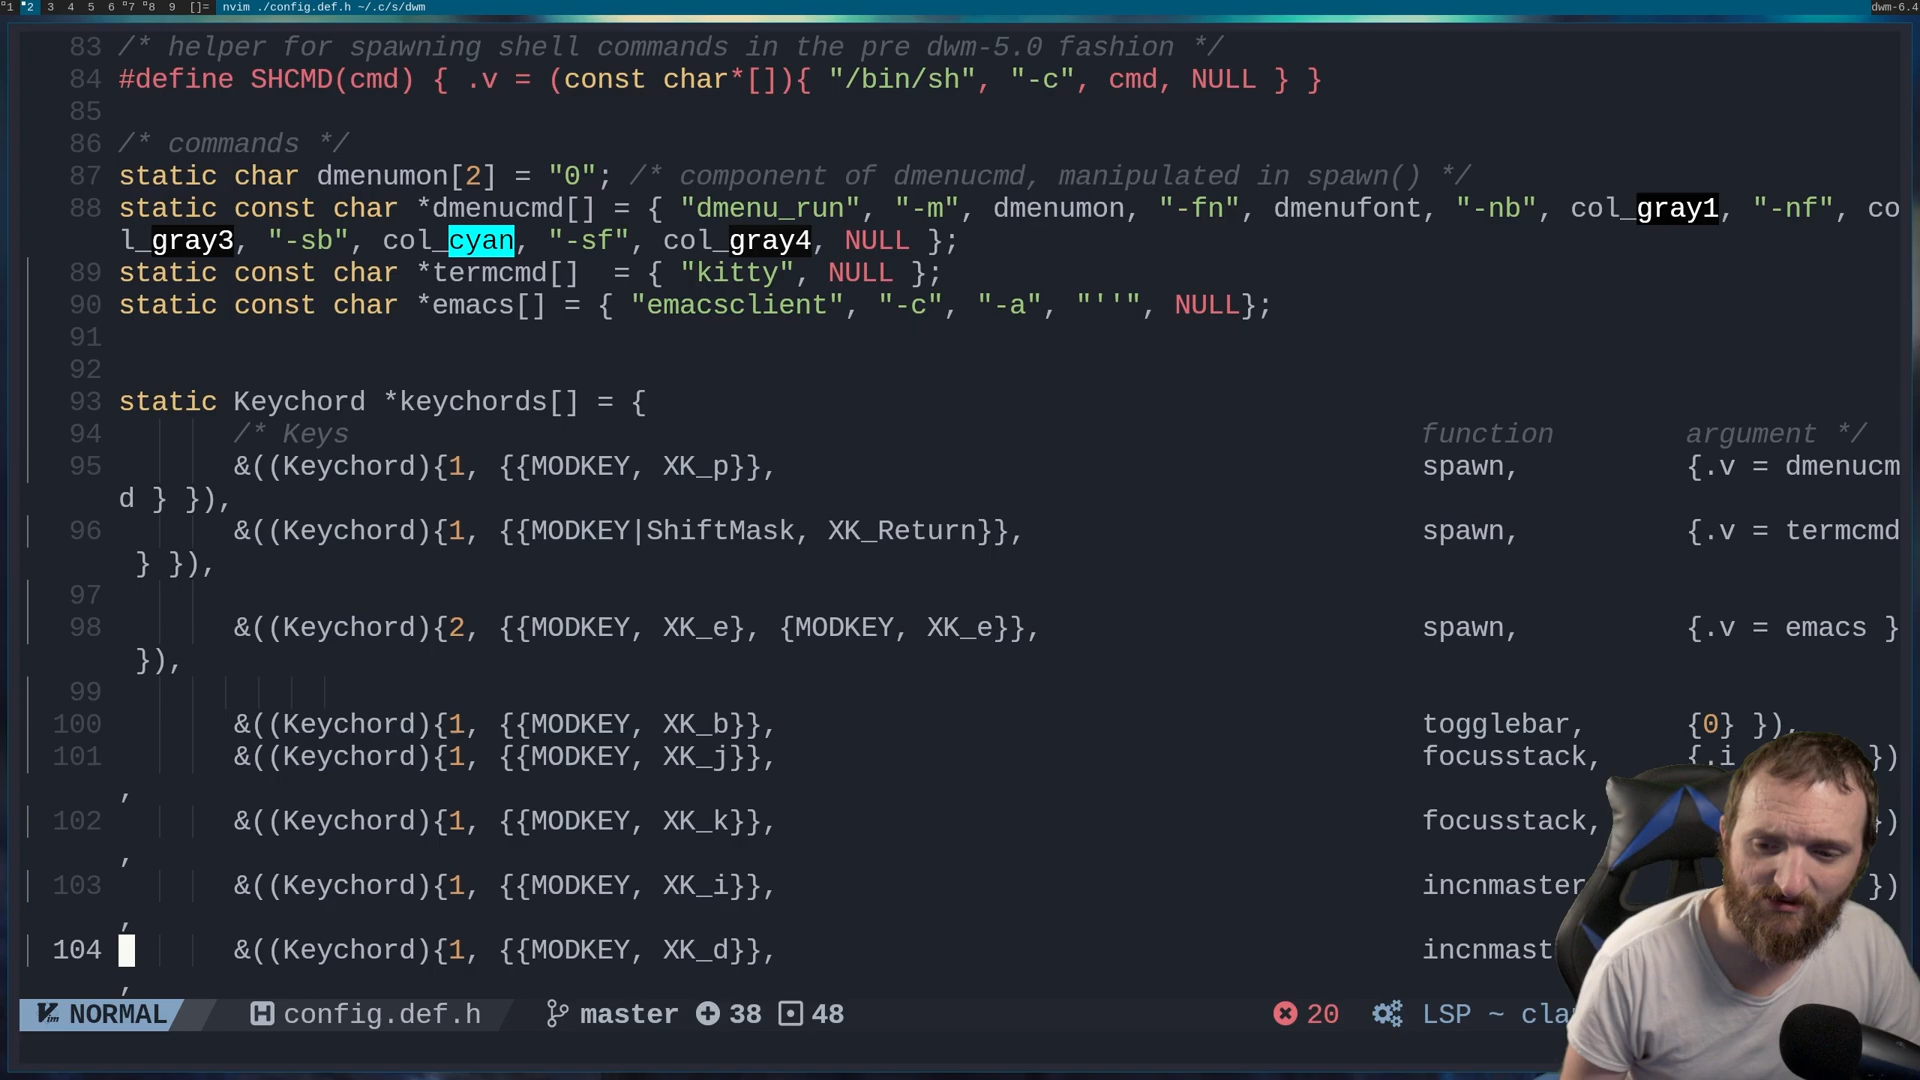 1 2 3 4 5 6 7 8 9 []= nvim ./config.def.h ~/.c/s/dwm dwm-6.4
83 /* helper for spawning shell commands in the pre dwm-5.0 fashion */
84 #define SHCMD(cmd) { .v = (const char*[]){ "/bin/sh", "-c", cmd, NULL } }
85
86 /* commands */
87 static char dmenumon[2] = "0"; /* component of dmenucmd, manipulated in spawn() */
88 static const char *dmenucmd[] = { "dmenu_run", "-m", dmenumon, "-fn", dmenufont, "-nb", col_gray1, "-nf", co
l_gray3, "-sb", col_cyan, "-sf", col_gray4, NULL };
89 static const char *termcmd[]  = { "kitty", NULL };
90 static const char *emacs[] = { "emacsclient", "-c", "-a", "''", NULL};
91
92
93 static Keychord *keychords[] = {
94 /* Keys function argument */
95 &((Keychord){1, {{MODKEY, XK_p}}, spawn, {.v = dmenucm
d } }),
96 &((Keychord){1, {{MODKEY|ShiftMask, XK_Return}}, spawn, {.v = termcmd
} }),
97
98 &((Keychord){2, {{MODKEY, XK_e}, {MODKEY, XK_e}}, spawn, {.v = emacs }
}),
99
100 &((Keychord){1, {{MODKEY, XK_b}}, togglebar, {0} }),
101 &((Keychord){1, {{MODKEY, XK_j}}, focusstack, {.i })
,
102 &((Keychord){1, {{MODKEY, XK_k}}, focusstack, })
,
103 &((Keychord){1, {{MODKEY, XK_i}}, incnmaster })
,
104 &((Keychord){1, {{MODKEY, XK_d}}, incnmast
,
NORMAL config.def.h master 38 48 20 LSP ~ cla